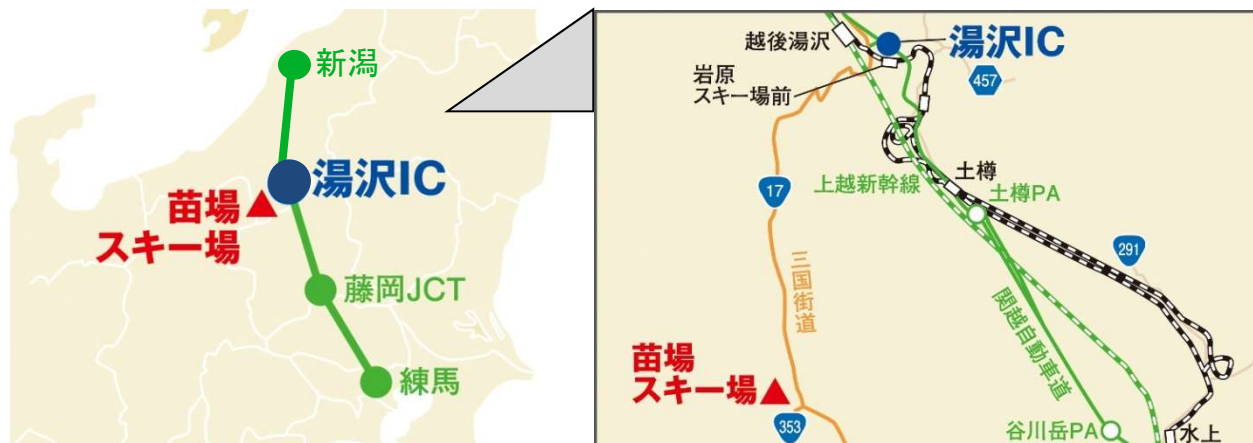 新潟
湯沢IC
苗場
スキー場
藤岡JCT
練馬
越後湯沢
湯沢IC
岩原
スキー場前
457
土樽
上越新幹線
土樽PA
17
291
三国街道
関越自動車道
苗場
スキー場
353
谷川岳PA
水上